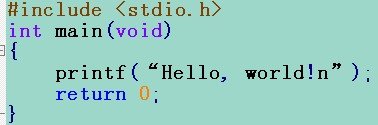 #include <stdio.h>
int main(void)
{
printf(“Hello, world!n”);
return 0;
}